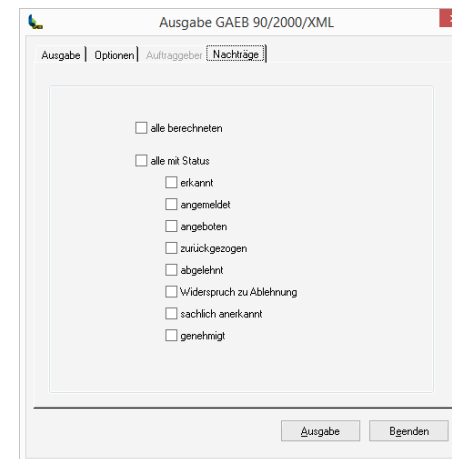 Ausgabe GAEB 90/2000/XML
Ausgabe Optionen Auftraggeber Nachträge
alle berechneten
alle mit Status
erkannt
angemeldet
angeboten
zurückgezogen
abgelehnt
Widerspruch zu Ablehnung
sachlich anerkannt
genehmigt
Ausgabe Beenden